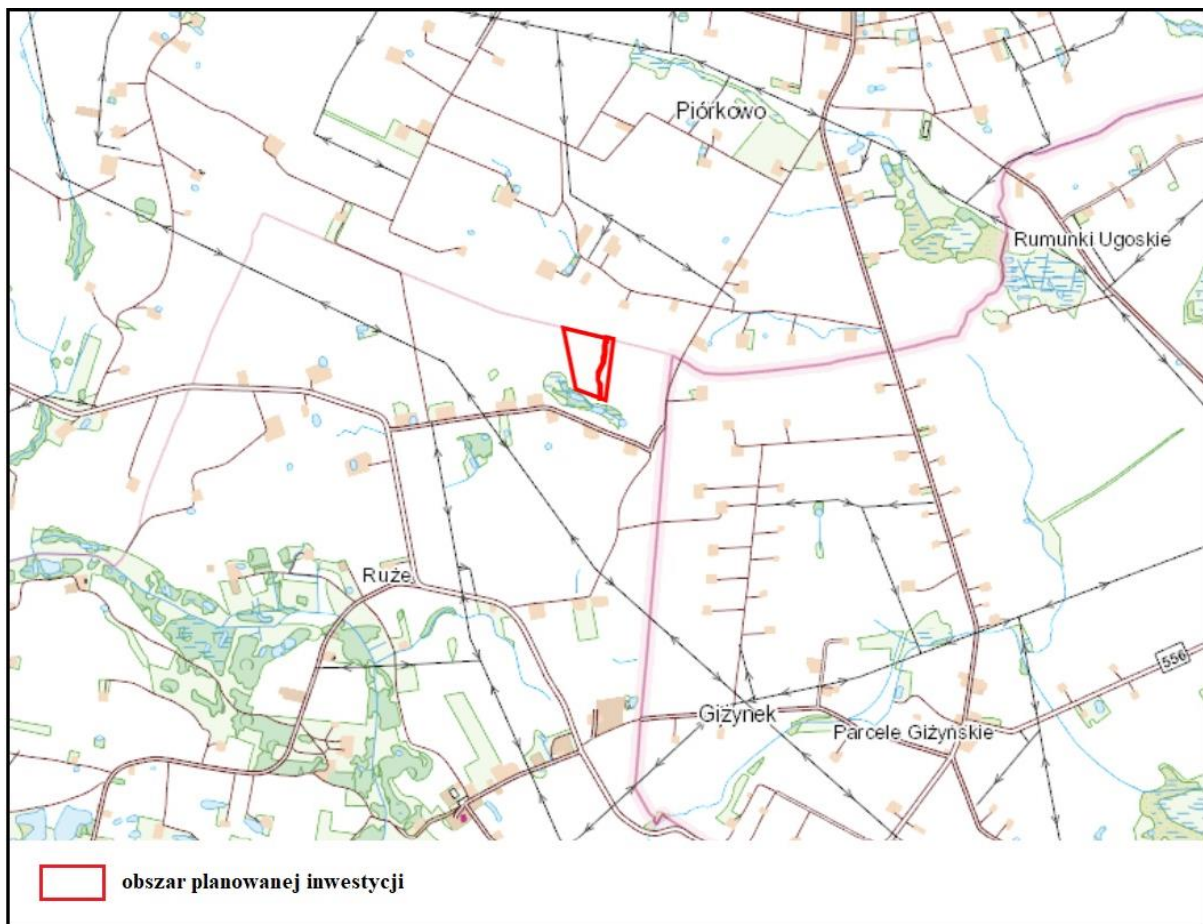 Piórkowo
Rumunki Ugoskie
Ruże
556
Giżynek
Parcele Giżyńskie
obszar planowanej inwestycji